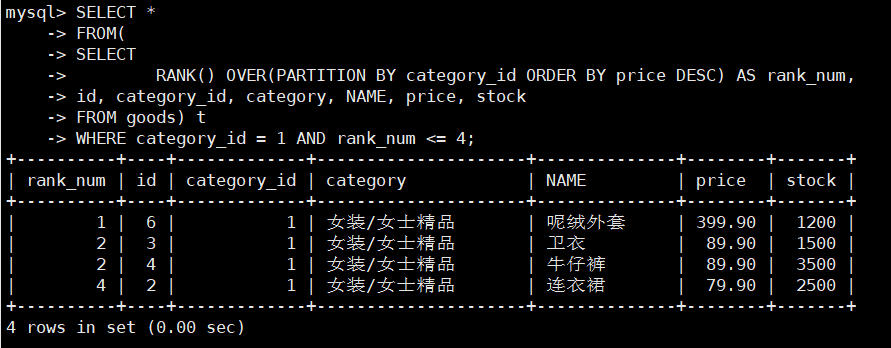 mysql> SELECT *
    -> FROM(
    -> SELECT
    ->         RANK() OVER(PARTITION BY category_id ORDER BY price DESC) AS rank_num,
    -> id, category_id, category, NAME, price, stock
    -> FROM goods) t
    -> WHERE category_id = 1 AND rank_num <= 4;
+----------+----+-------------+---------------------+--------------+--------+-------+
| rank_num | id | category_id | category            | NAME         | price  | stock |
+----------+----+-------------+---------------------+--------------+--------+-------+
|        1 |  6 |           1 | 女装/女士精品       | 呢绒外套     | 399.90 |  1200 |
|        2 |  3 |           1 | 女装/女士精品       | 卫衣         |  89.90 |  1500 |
|        2 |  4 |           1 | 女装/女士精品       | 牛仔裤       |  89.90 |  3500 |
|        4 |  2 |           1 | 女装/女士精品       | 连衣裙       |  79.90 |  2500 |
+----------+----+-------------+---------------------+--------------+--------+-------+
4 rows in set (0.00 sec)